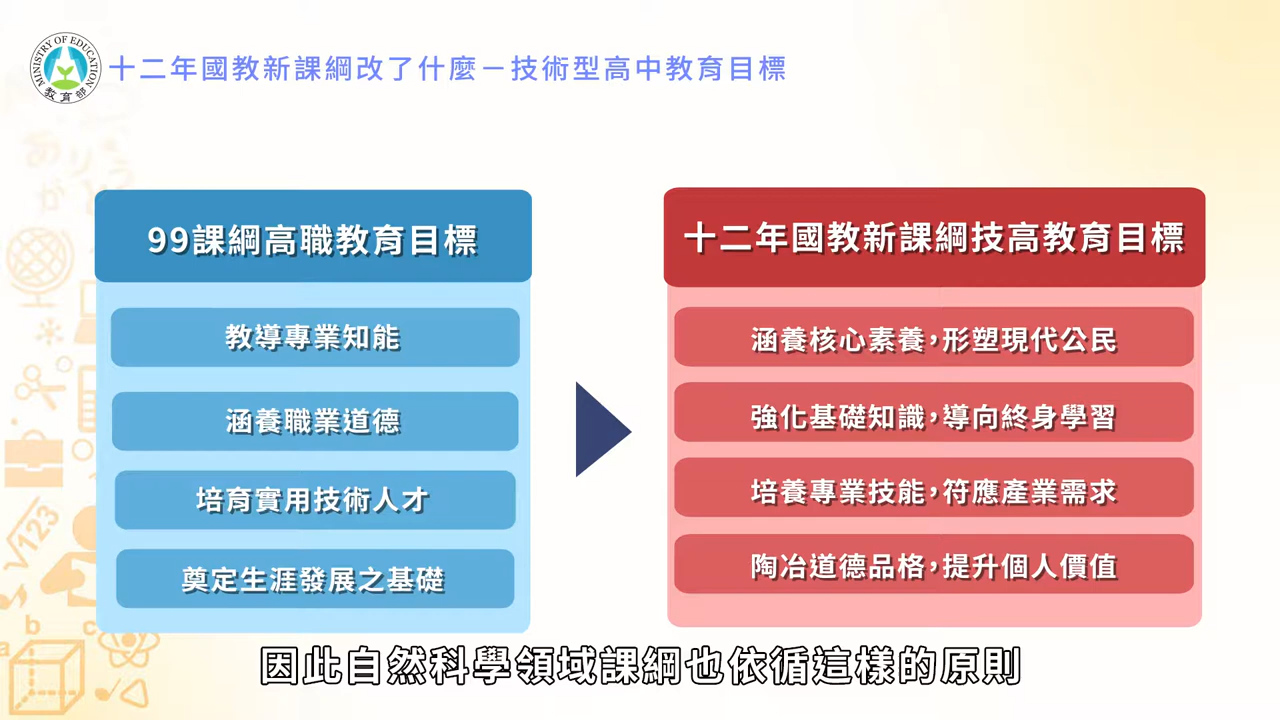 MINISTRY OF EDUCATION
教育部
十二年國教新課綱改了什麼－技術型高中教育目標
99課綱高職教育目標
教導專業知能
涵養職業道德
培育實用技術人才
奠定生涯發展之基礎
十二年國教新課綱技高教育目標
涵養核心素養，形塑現代公民
強化基礎知識，導向終身學習
培養專業技能，符應產業需求
陶冶道德品格，提升個人價值
因此自然科學領域課綱也依循這樣的原則
あ
り
が
√123
a
b
c